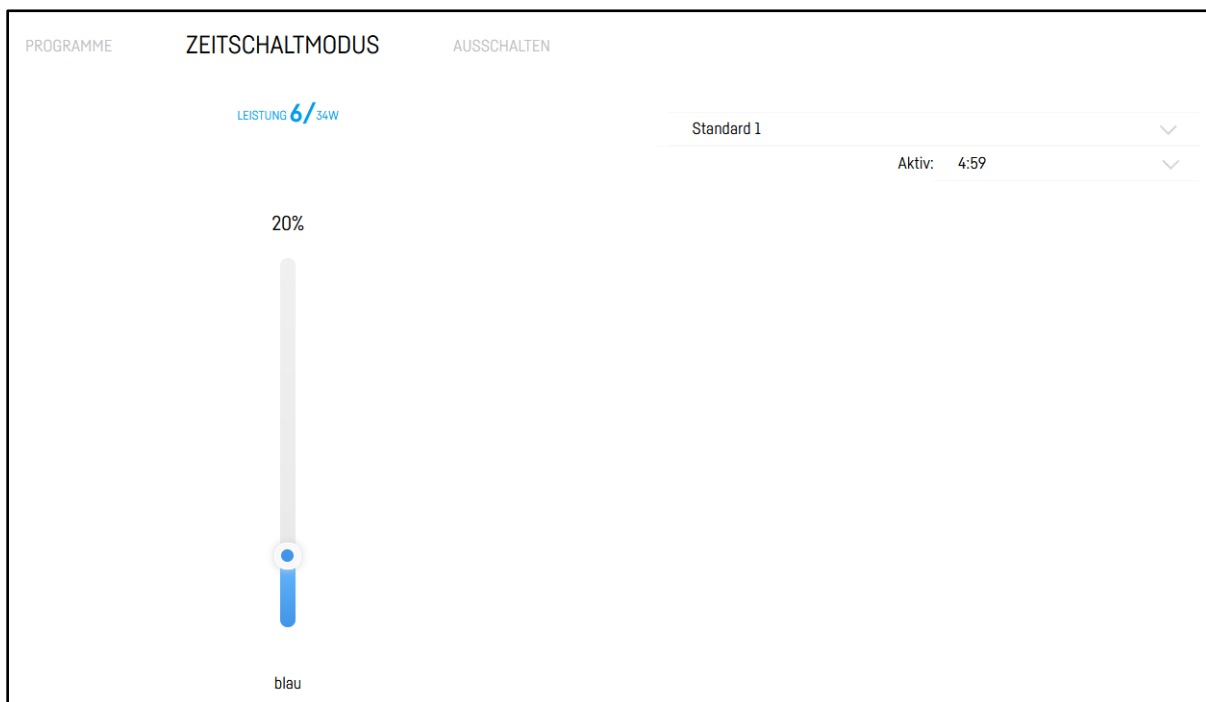 PROGRAMME ZEITSCHALTMODUS AUSSCHALTEN
LEISTUNG 6/34W
Standard 1
Aktiv: 4:59
20%
blau